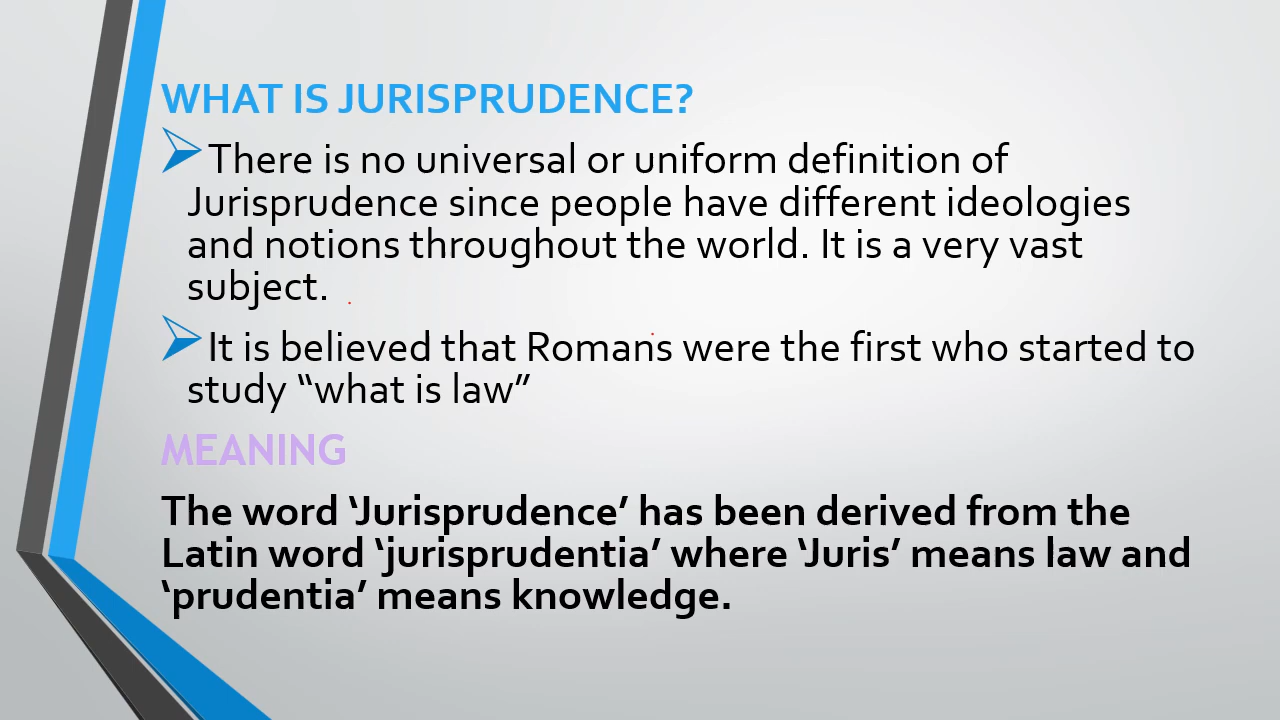 WHAT IS JURISPRUDENCE?
There is no universal or uniform definition of
Jurisprudence since people have different ideologies
and notions throughout the world. It is a very vast
subject.
It is believed that Romans were the first who started to
study “what is law”
MEANING
The word ‘Jurisprudence’ has been derived from the
Latin word ‘jurisprudentia’ where ‘Juris’ means law and
‘prudentia’ means knowledge.